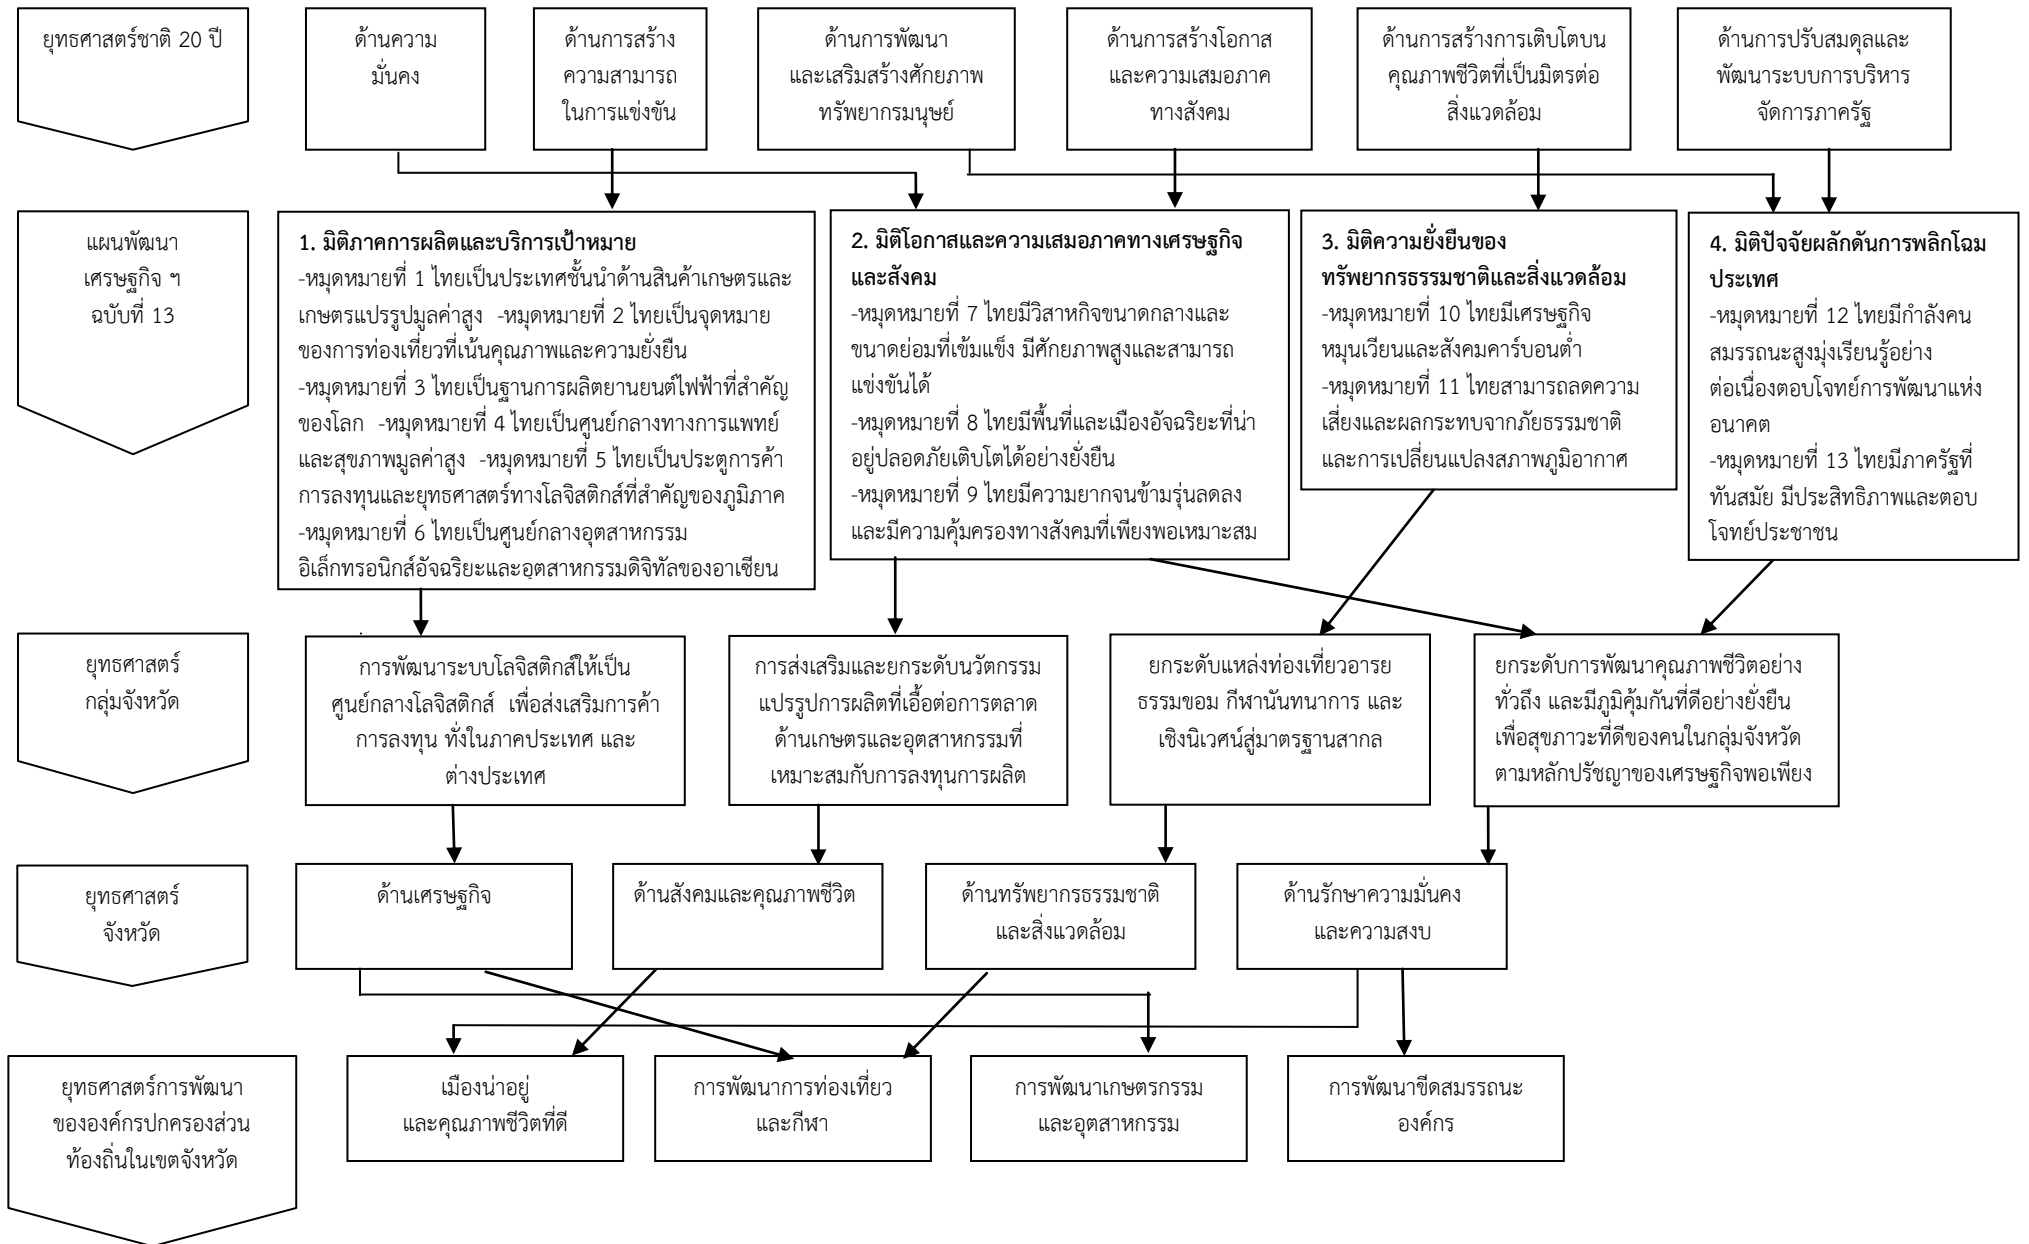 ยุทธศาสตร์ชาติ 20 ปี
ด้านความ
มั่นคง
ด้านการสร้าง
ความสามารถ
ในการแข่งขัน
ด้านการพัฒนา
และเสริมสร้างศักยภาพ
ทรัพยากรมนุษย์
ด้านการสร้างโอกาส
และความเสมอภาค
ทางสังคม
ด้านการสร้างการเติบโตบน
คุณภาพชีวิตที่เป็นมิตรต่อ
สิ่งแวดล้อม
ด้านการปรับสมดุลและ
พัฒนาระบบการบริหาร
จัดการภาครัฐ
แผนพัฒนา
เศรษฐกิจ ฯ
ฉบับที่ 13
1. มิติภาคการผลิตและบริการเป้าหมาย
-หมุดหมายที่ 1 ไทยเป็นประเทศชั้นนำด้านสินค้าเกษตรและ
เกษตรแปรรูปมูลค่าสูง -หมุดหมายที่ 2 ไทยเป็นจุดหมาย
ของการท่องเที่ยวที่เน้นคุณภาพและความยั่งยืน
-หมุดหมายที่ 3 ไทยเป็นฐานการผลิตยานยนต์ไฟฟ้าที่สำคัญ
ของโลก -หมุดหมายที่ 4 ไทยเป็นศูนย์กลางทางการแพทย์
และสุขภาพมูลค่าสูง -หมุดหมายที่ 5 ไทยเป็นประตูการค้า
การลงทุนและยุทธศาสตร์ทางโลจิสติกส์ที่สำคัญของภูมิภาค
-หมุดหมายที่ 6 ไทยเป็นศูนย์กลางอุตสาหกรรม
อิเล็กทรอนิกส์อัจฉริยะและอุตสาหกรรมดิจิทัลของอาเซียน
2. มิติโอกาสและความเสมอภาคทางเศรษฐกิจ
และสังคม
-หมุดหมายที่ 7 ไทยมีวิสาหกิจขนาดกลางและ
ขนาดย่อมที่เข้มแข็ง มีศักยภาพสูงและสามารถ
แข่งขันได้
-หมุดหมายที่ 8 ไทยมีพื้นที่และเมืองอัจฉริยะที่น่า
อยู่ปลอดภัยเติบโตได้อย่างยั่งยืน
-หมุดหมายที่ 9 ไทยมีความยากจนข้ามรุ่นลดลง
และมีความคุ้มครองทางสังคมที่เพียงพอเหมาะสม
3. มิติความยั่งยืนของ
ทรัพยากรธรรมชาติและสิ่งแวดล้อม
-หมุดหมายที่ 10 ไทยมีเศรษฐกิจ
หมุนเวียนและสังคมคาร์บอนต่ำ
-หมุดหมายที่ 11 ไทยสามารถลดความ
เสี่ยงและผลกระทบจากภัยธรรมชาติ
และการเปลี่ยนแปลงสภาพภูมิอากาศ
4. มิติปัจจัยผลักดันการพลิกโฉม
ประเทศ
-หมุดหมายที่ 12 ไทยมีกำลังคน
สมรรถนะสูงมุ่งเรียนรู้อย่าง
ต่อเนื่องตอบโจทย์การพัฒนาแห่ง
อนาคต
-หมุดหมายที่ 13 ไทยมีภาครัฐที่
ทันสมัย มีประสิทธิภาพและตอบ
โจทย์ประชาชน
ยุทธศาสตร์
กลุ่มจังหวัด
การพัฒนาระบบโลจิสติกส์ให้เป็น
ศูนย์กลางโลจิสติกส์ เพื่อส่งเสริมการค้า
การลงทุน ทั่งในภาคประเทศ และ
ต่างประเทศ
การส่งเสริมและยกระดับนวัตกรรม
แปรรูปการผลิตที่เอื้อต่อการตลาด
ด้านเกษตรและอุตสาหกรรมที่
เหมาะสมกับการลงทุนการผลิต
ยกระดับแหล่งท่องเที่ยวอารย
ธรรมขอม กีฬานันทนาการ และ
เชิงนิเวศน์สู่มาตรฐานสากล
ยกระดับการพัฒนาคุณภาพชีวิตอย่าง
ทั่วถึง และมีภูมิคุ้มกันที่ดีอย่างยั่งยืน
เพื่อสุขภาวะที่ดีของคนในกลุ่มจังหวัด
ตามหลักปรัชญาของเศรษฐกิจพอเพียง
ยุทธศาสตร์
จังหวัด
ด้านเศรษฐกิจ
ด้านสังคมและคุณภาพชีวิต
ด้านทรัพยากรธรรมชาติ
และสิ่งแวดล้อม
ด้านรักษาความมั่นคง
และความสงบ
ยุทธศาสตร์การพัฒนา
ขององค์กรปกครองส่วน
ท้องถิ่นในเขตจังหวัด
เมืองน่าอยู่
และคุณภาพชีวิตที่ดี
การพัฒนาการท่องเที่ยว
และกีฬา
การพัฒนาเกษตรกรรม
และอุตสาหกรรม
การพัฒนาขีดสมรรถนะ
องค์กร